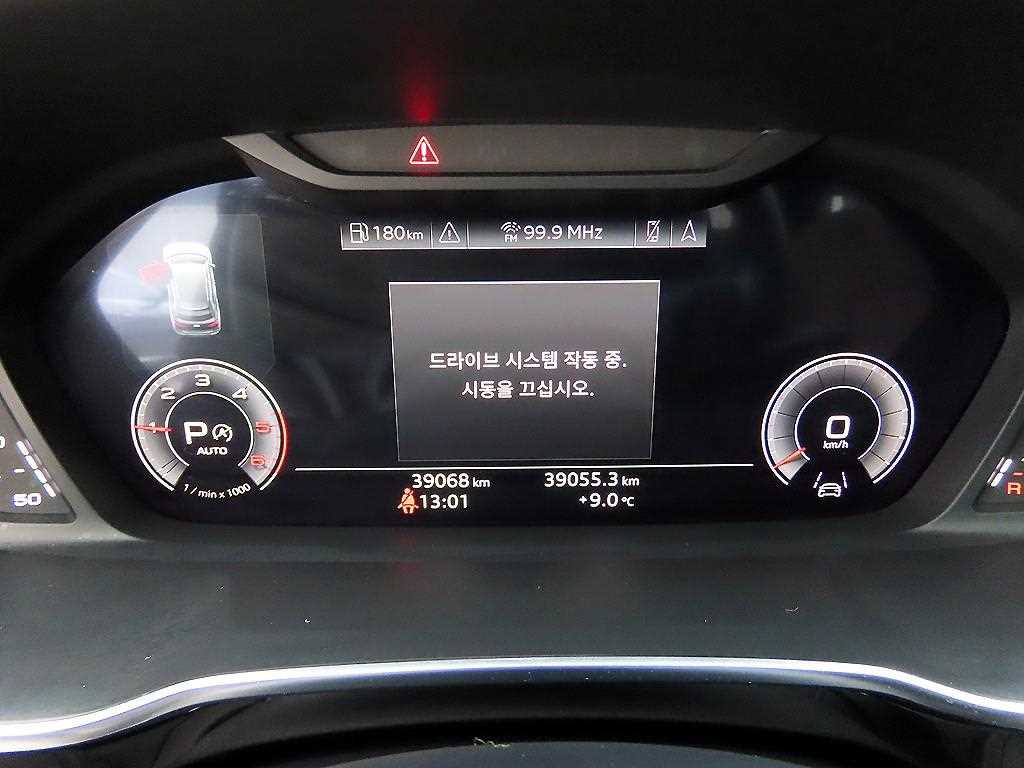 180km
FM 99.9 MHz
드라이브 시스템 작동 중.
시동을 끄십시오.
1 2 3 4 5 6
P
AUTO
1 / min x 1000
0
km/h
39068 km 39055.3 km
13:01 +9.0 °C
50
R